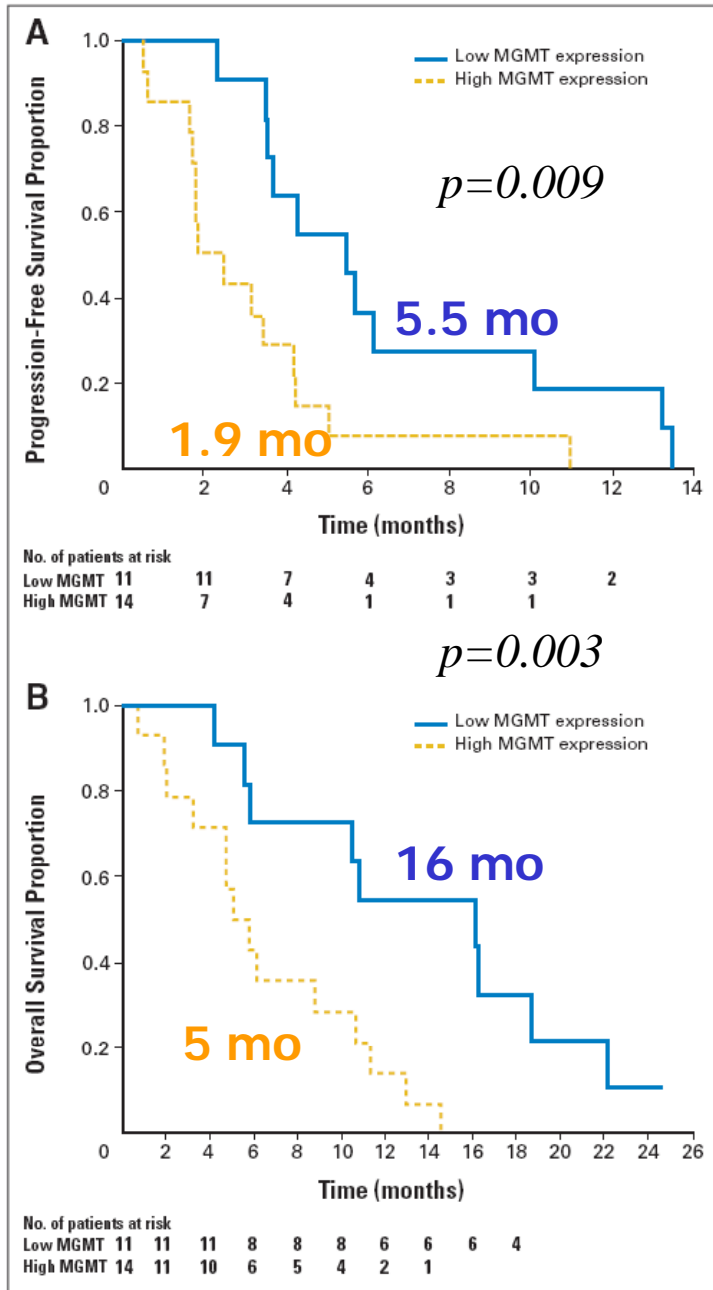 A
1.0
0.8
0.6
0.4
0.2
Progression-Free Survival Proportion
Low MGMT expression
High MGMT expression
p=0.009
5.5 mo
1.9 mo
0 2 4 6 8 10 12 14
Time (months)
No. of patients at risk
Low MGMT 11 11 7 4 3 3 2
High MGMT 14 7 4 1 1 1
p=0.003
B
1.0
0.8
0.6
0.4
0.2
Overall Survival Proportion
Low MGMT expression
High MGMT expression
16 mo
5 mo
0 2 4 6 8 10 12 14 16 18 20 22 24 26
Time (months)
No. of patients at risk
Low MGMT 11 11 11 8 8 8 6 6 6 4
High MGMT 14 11 10 6 5 4 2 1